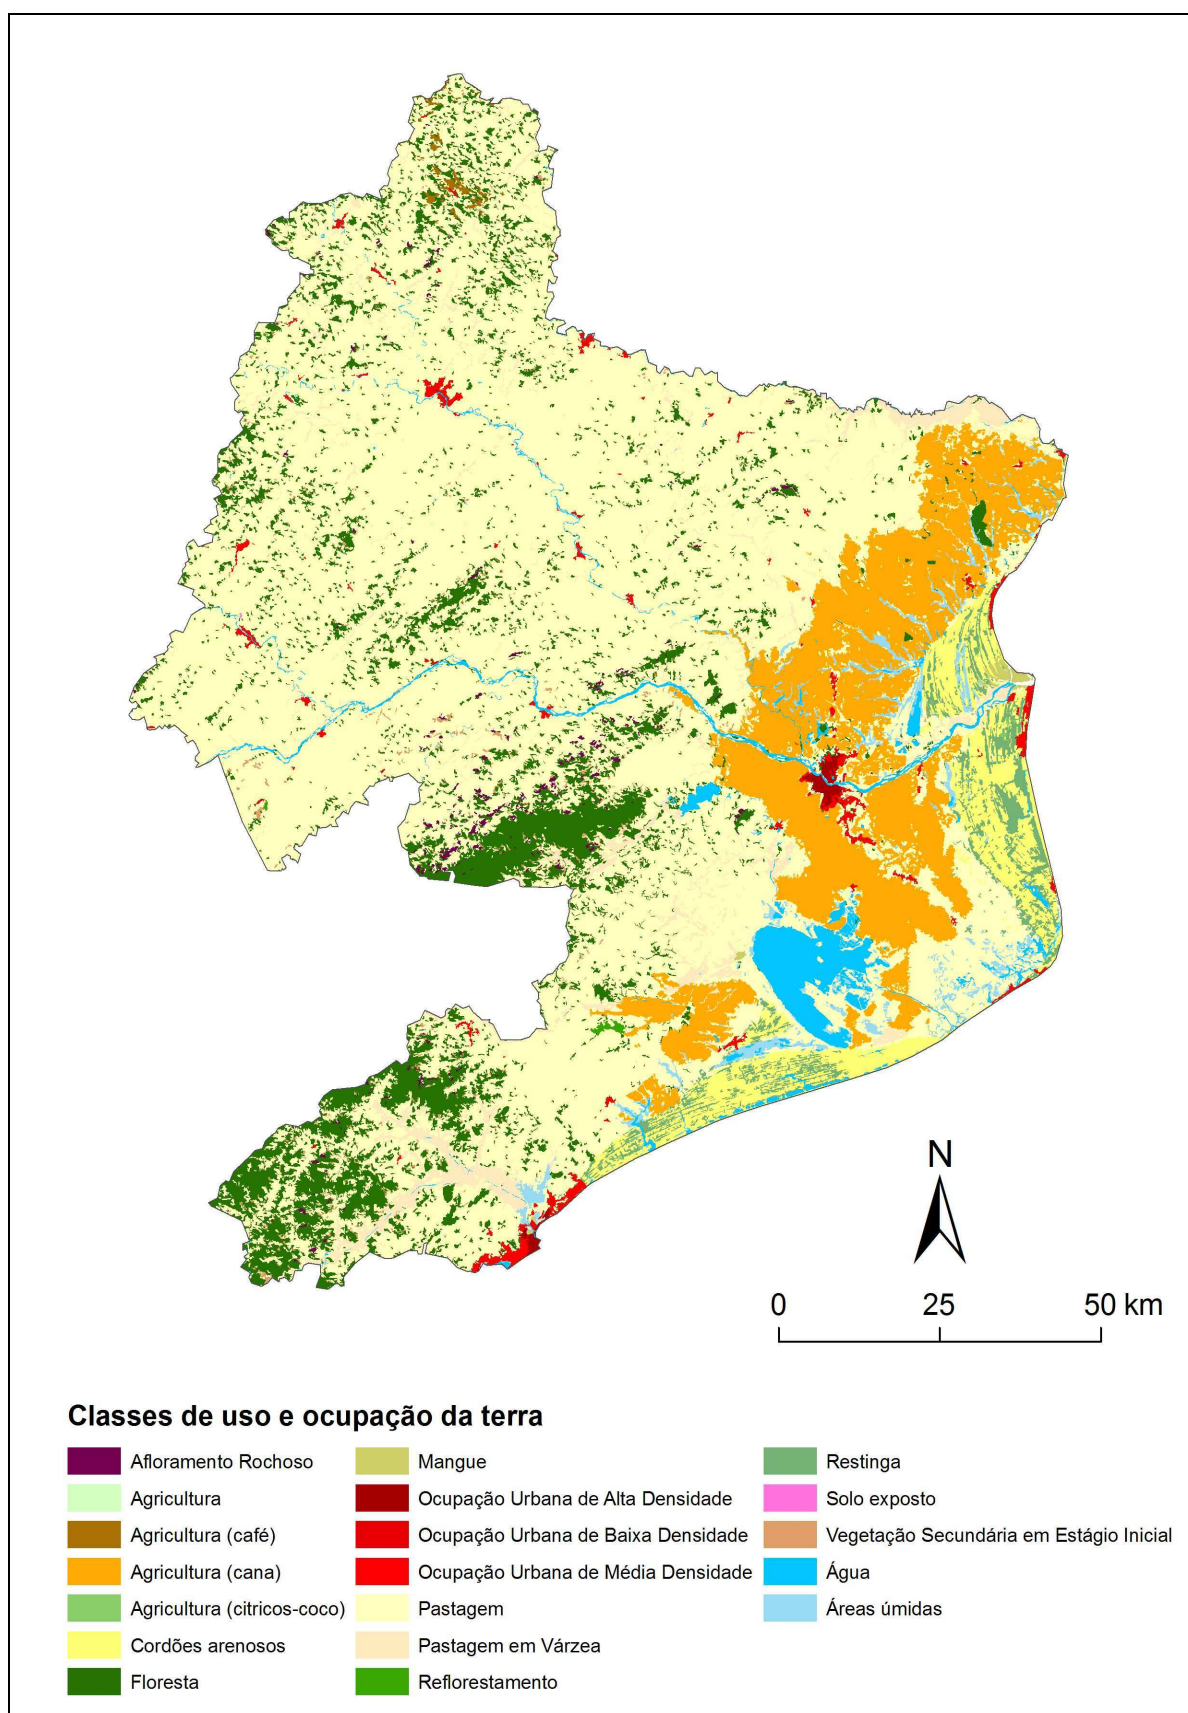 N
0 25 50 km
Classes de uso e ocupação da terra
Afloramento Rochoso
Agricultura
Agricultura (café)
Agricultura (cana)
Agricultura (citricos-coco)
Cordões arenosos
Floresta
Mangue
Ocupação Urbana de Alta Densidade
Ocupação Urbana de Baixa Densidade
Ocupação Urbana de Média Densidade
Pastagem
Pastagem em Várzea
Reflorestamento
Restinga
Solo exposto
Vegetação Secundária em Estágio Inicial
Água
Áreas úmidas